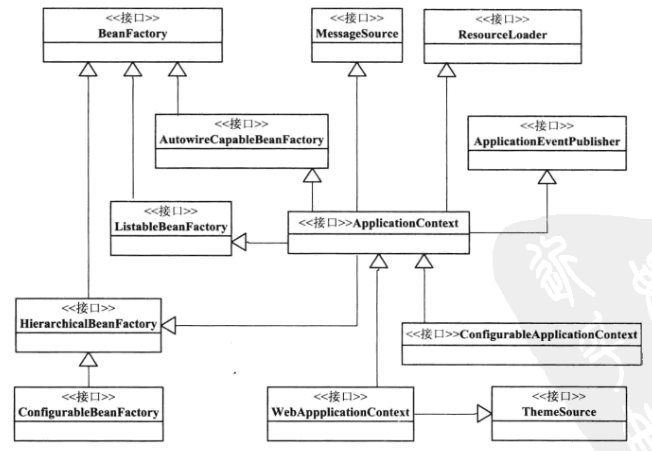 <<接口>>
BeanFactory
<<接口>>
MessageSource
<<接口>>
ResourceLoader
<<接口>>
AutowireCapableBeanFactory
<<接口>>
ApplicationEventPublisher
<<接口>>
ListableBeanFactory
<<接口>>ApplicationContext
<<接口>>
HierarchicalBeanFactory
<<接口>>ConfigurableApplicationContext
<<接口>>
ConfigurableBeanFactory
<<接口>>
WebAppplicationContext
<<接口>>
ThemeSource